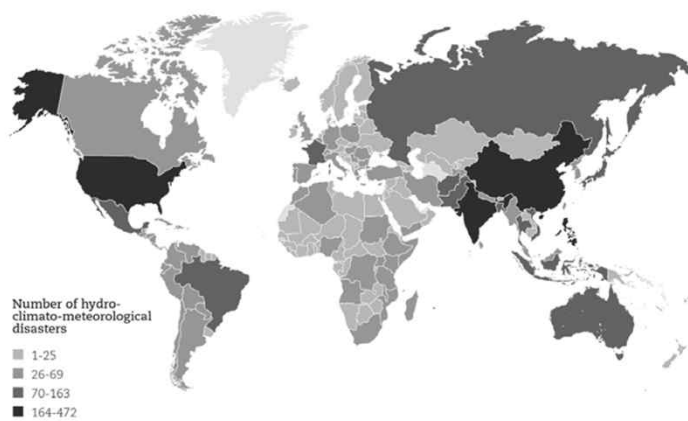 Number of hydro-
climato-meteorological
disasters
1-25
26-69
70-163
164-472